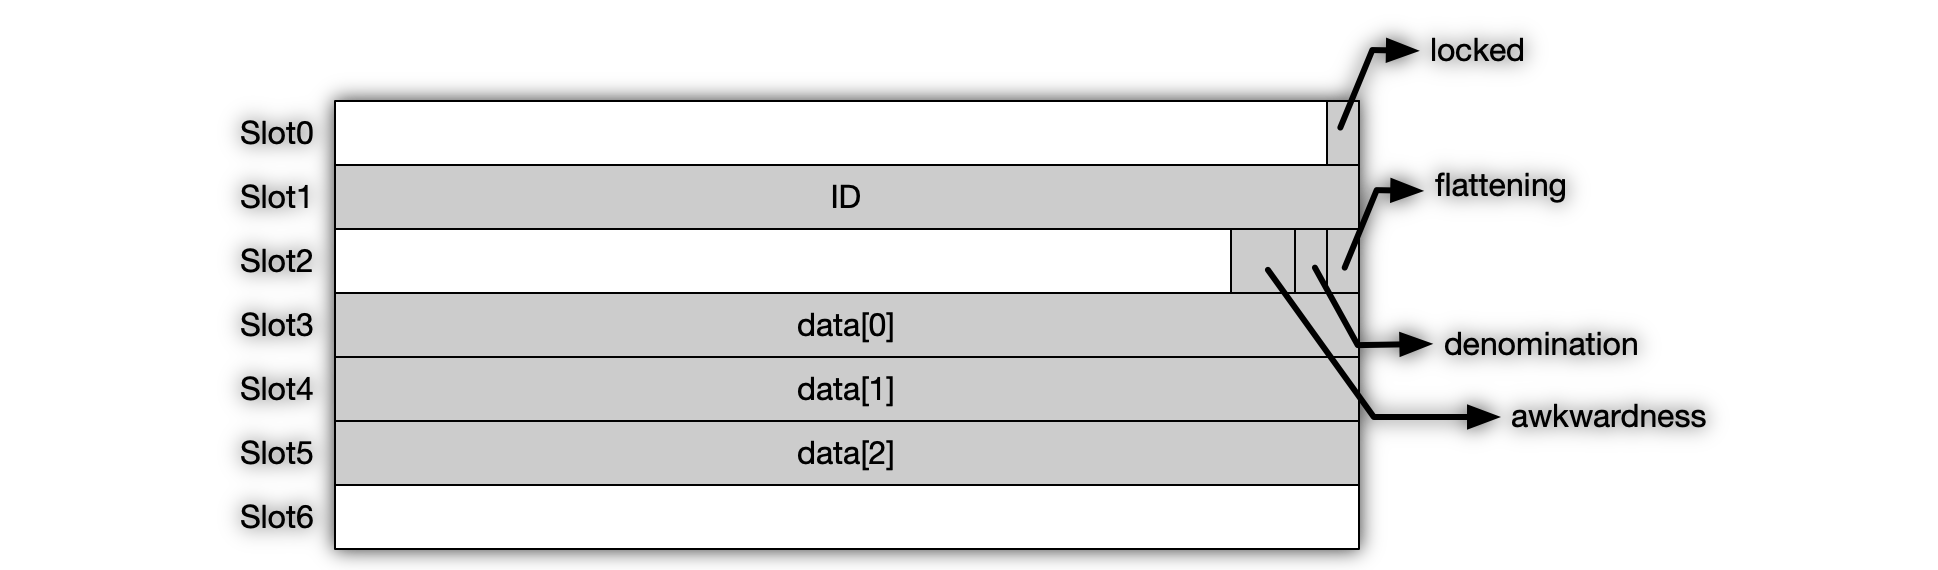 locked
Slot0
flattening
Slot1 ID
Slot2
Slot3 data[0]
denomination
Slot4 data[1]
awkwardness
Slot5 data[2]
Slot6